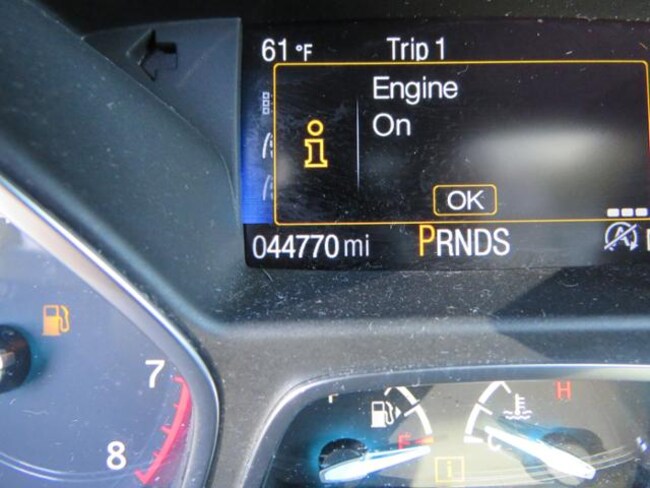 61 °F Trip 1
Engine
On
OK
044770 mi PRNDS
7
8
H